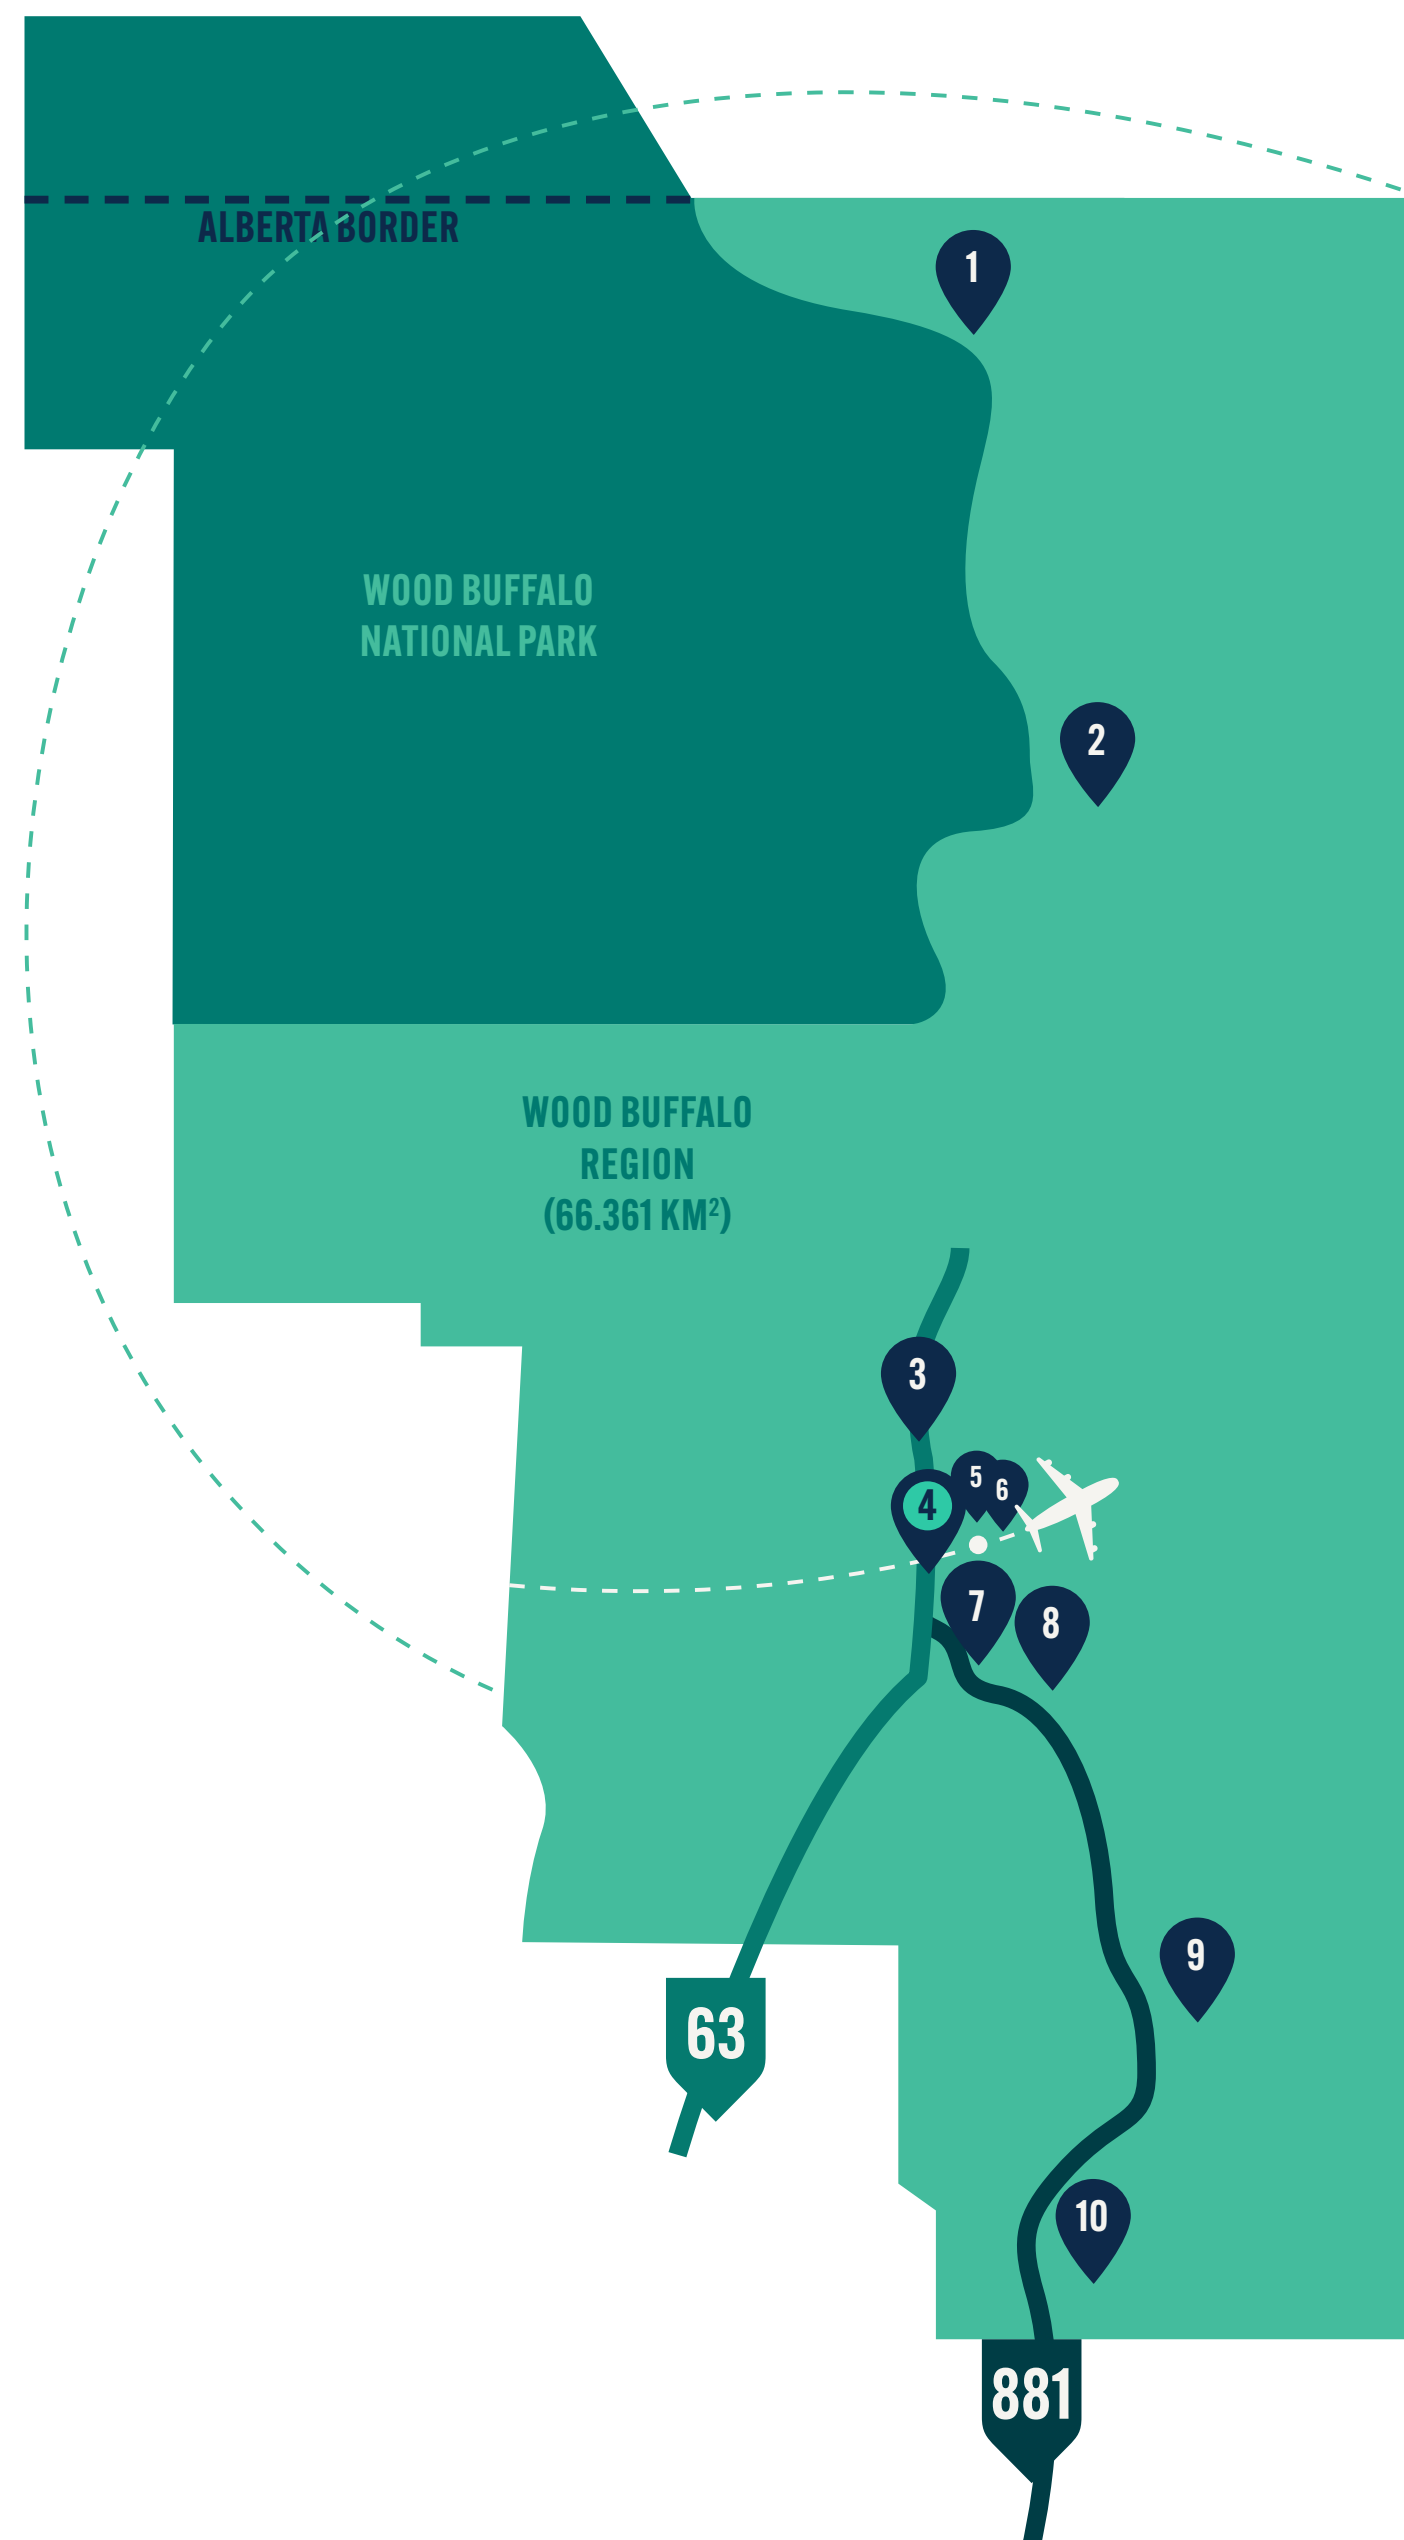 ALBERTA BORDER
1
WOOD BUFFALO
NATIONAL PARK
2
WOOD BUFFALO
REGION
(66.361 KM²)
3
5
6
4
7
8
9
63
10
881